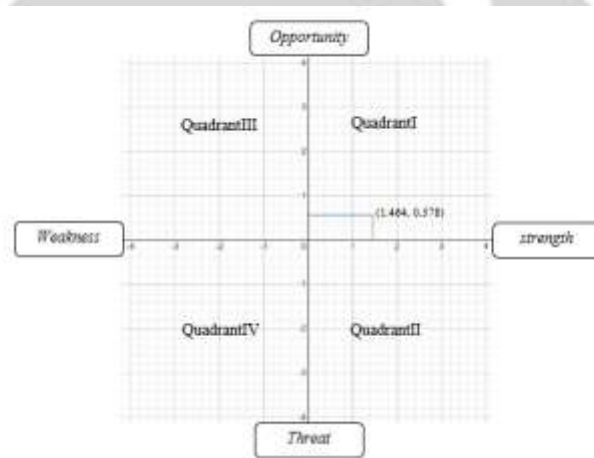 Opportunity
QuadrantIII
QuadrantI
(1.464, 0.578)
Weakness
strength
QuadrantIV
QuadrantII
Threat